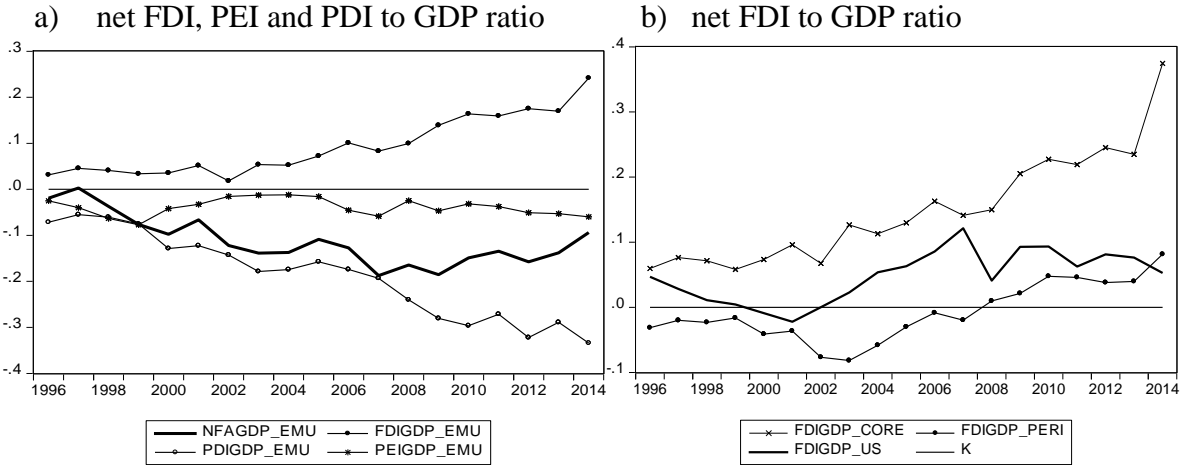 a) net FDI, PEI and PDI to GDP ratio
.3
.2
.1
.0
-.1
-.2
-.3
-.4
1996 1998 2000 2002 2004 2006 2008 2010 2012 2014
NFAGDP_EMU FDIGDP_EMU
PDIGDP_EMU PEIGDP_EMU
b) net FDI to GDP ratio
.4
.3
.2
.1
.0
-.1
1996 1998 2000 2002 2004 2006 2008 2010 2012 2014
FDIGDP_CORE FDIGDP_PERI
FDIGDP_US K